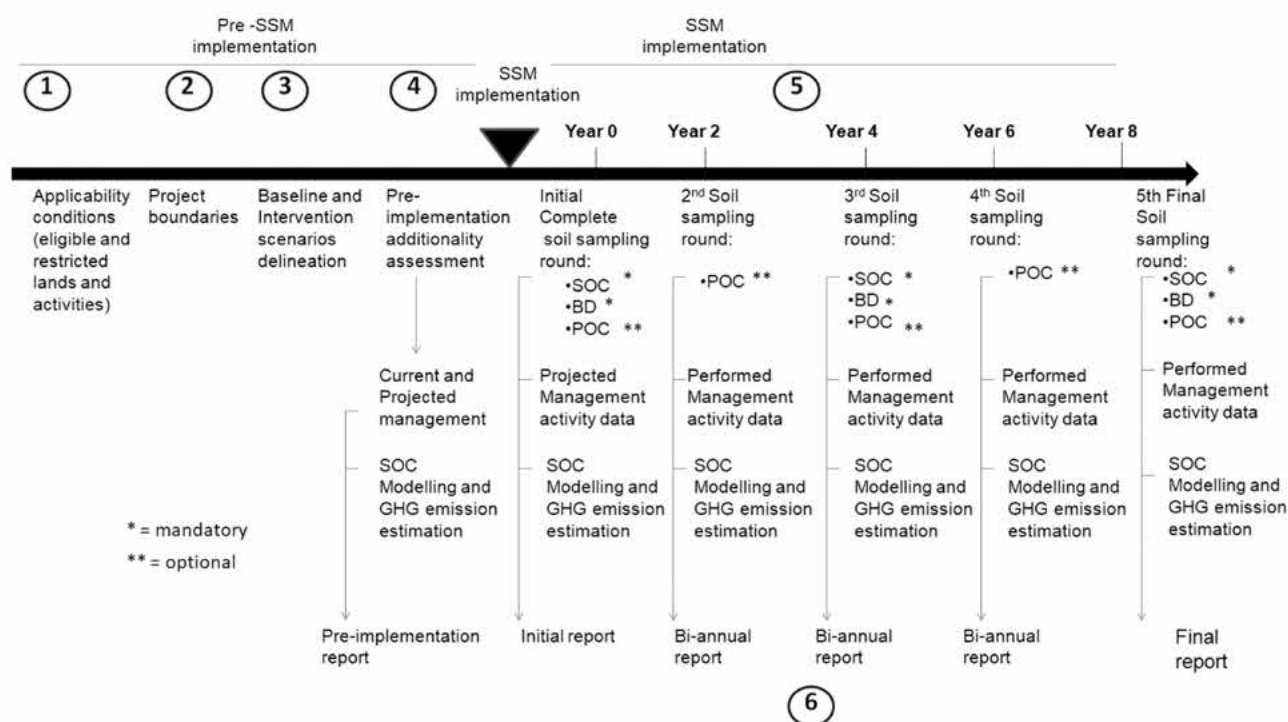 Pre -SSM
implementation
SSM
implementation
1
2
3
4
SSM
implementation
5
Year 0
Year 2
Year 4
Year 6
Year 8
Applicability
conditions
(eligible and
restricted
lands and
activities)
Project
boundaries
Baseline and
Intervention
scenarios
delineation
Pre-
implementation
additionality
assessment
Initial
Complete
soil sampling
round:
•SOC *
•BD *
•POC **
2nd Soil
sampling
round:
•POC **
3rd Soil
sampling
round:
•SOC *
•BD *
•POC **
4th Soil
sampling
round:
•POC **
5th Final
Soil
sampling
round:
•SOC *
•BD *
•POC **
Current and
Projected
management
Projected
Management
activity data
Performed
Management
activity data
Performed
Management
activity data
Performed
Management
activity data
Performed
Management
activity data
SOC
Modelling and
GHG emission
estimation
SOC
Modelling and
GHG emission
estimation
SOC
Modelling and
GHG emission
estimation
SOC
Modelling and
GHG emission
estimation
SOC
Modelling and
GHG emission
estimation
SOC
Modelling and
GHG emission
estimation
* = mandatory
** = optional
Pre-implementation
report
Initial report
Bi-annual
report
Bi-annual
report
Bi-annual
report
Final
report
6